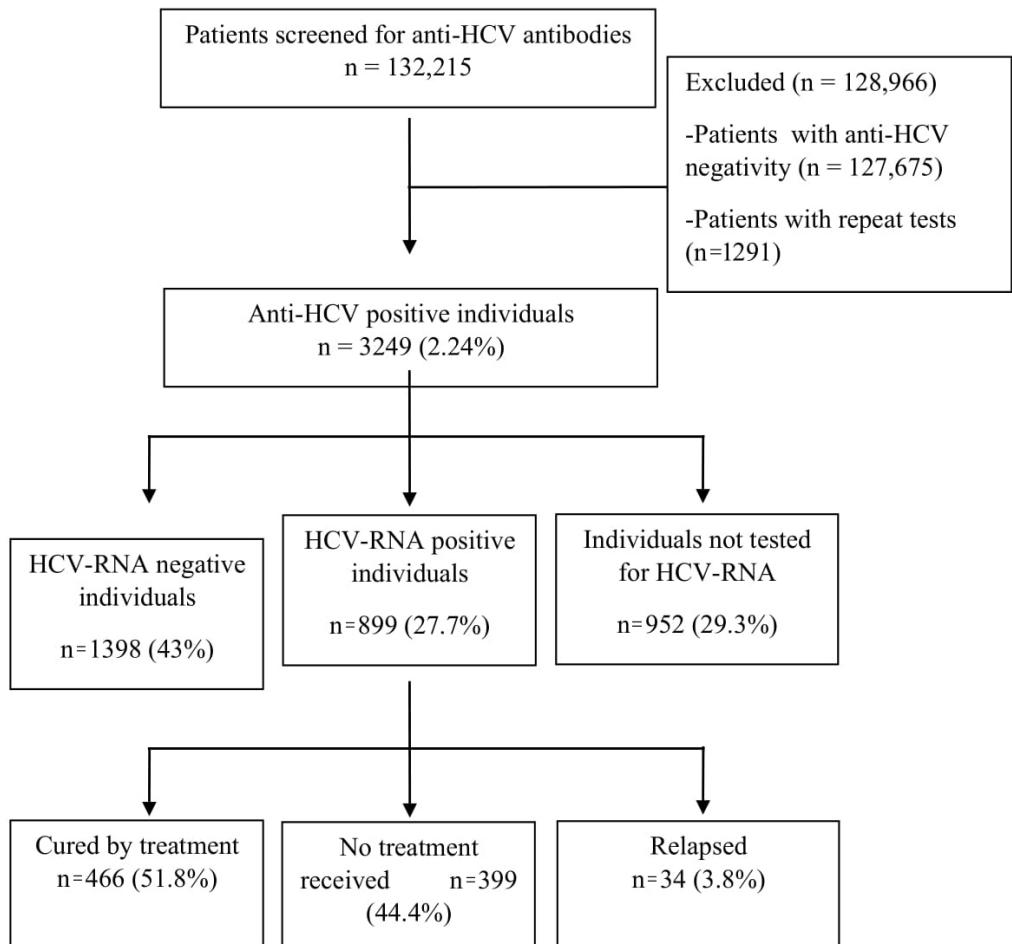 Patients screened for anti-HCV antibodies
n = 132,215
Excluded (n = 128,966)
-Patients with anti-HCV
negativity (n = 127,675)
-Patients with repeat tests
(n=1291)
Anti-HCV positive individuals
n = 3249 (2.24%)
HCV-RNA negative
individuals
n=1398 (43%)
HCV-RNA positive
individuals
n=899 (27.7%)
Individuals not tested
for HCV-RNA
n=952 (29.3%)
Cured by treatment
n=466 (51.8%)
No treatment
received n=399
(44.4%)
Relapsed
n=34 (3.8%)